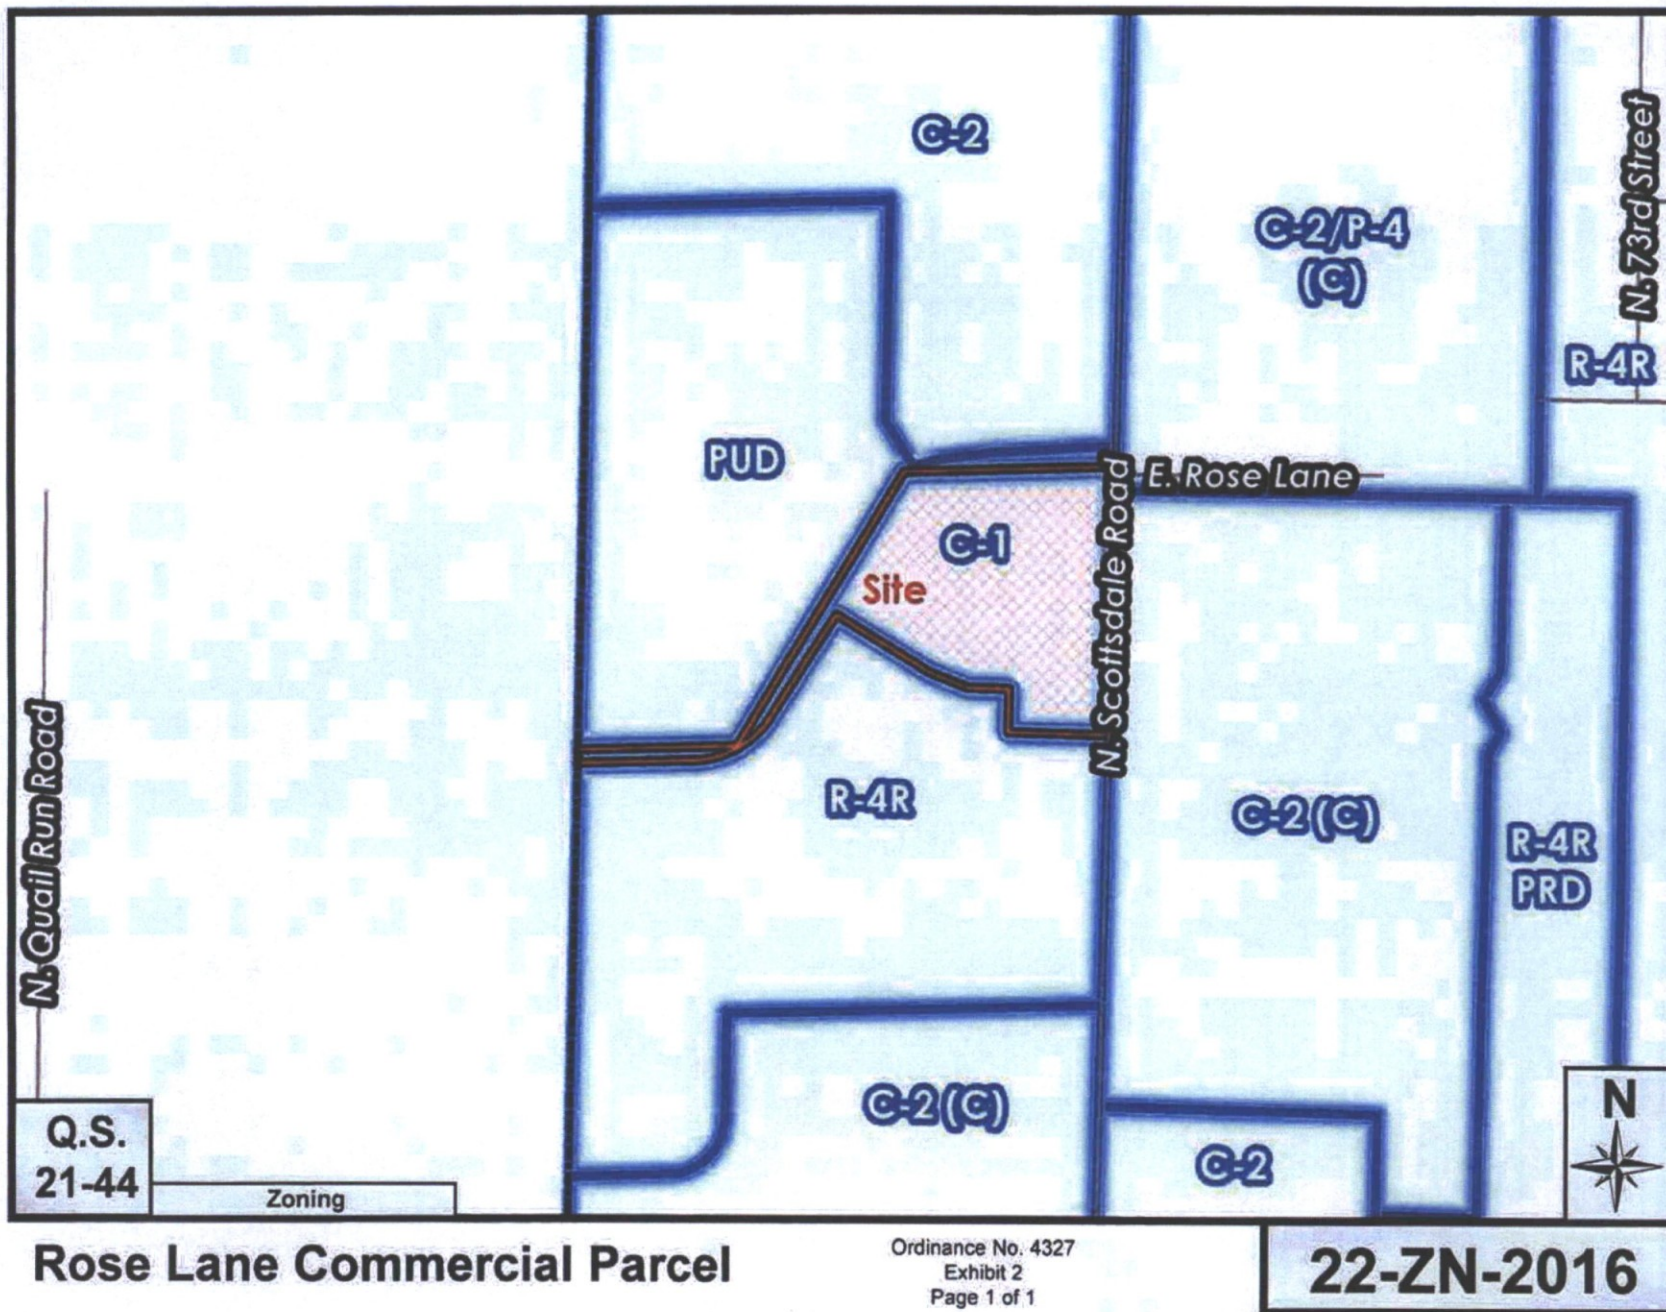 C-2
C-2/P-4
(C)
N. 73rd Street
R-4R
PUD
E. Rose Lane
C-1
Site
N. Scottsdale Road
N. Quail Run Road
R-4R
C-2 (C)
R-4R
PRD
C-2 (C)
C-2
N
Q.S.
21-44
Zoning
Rose Lane Commercial Parcel
Ordinance No. 4327
Exhibit 2
Page 1 of 1
22-ZN-2016